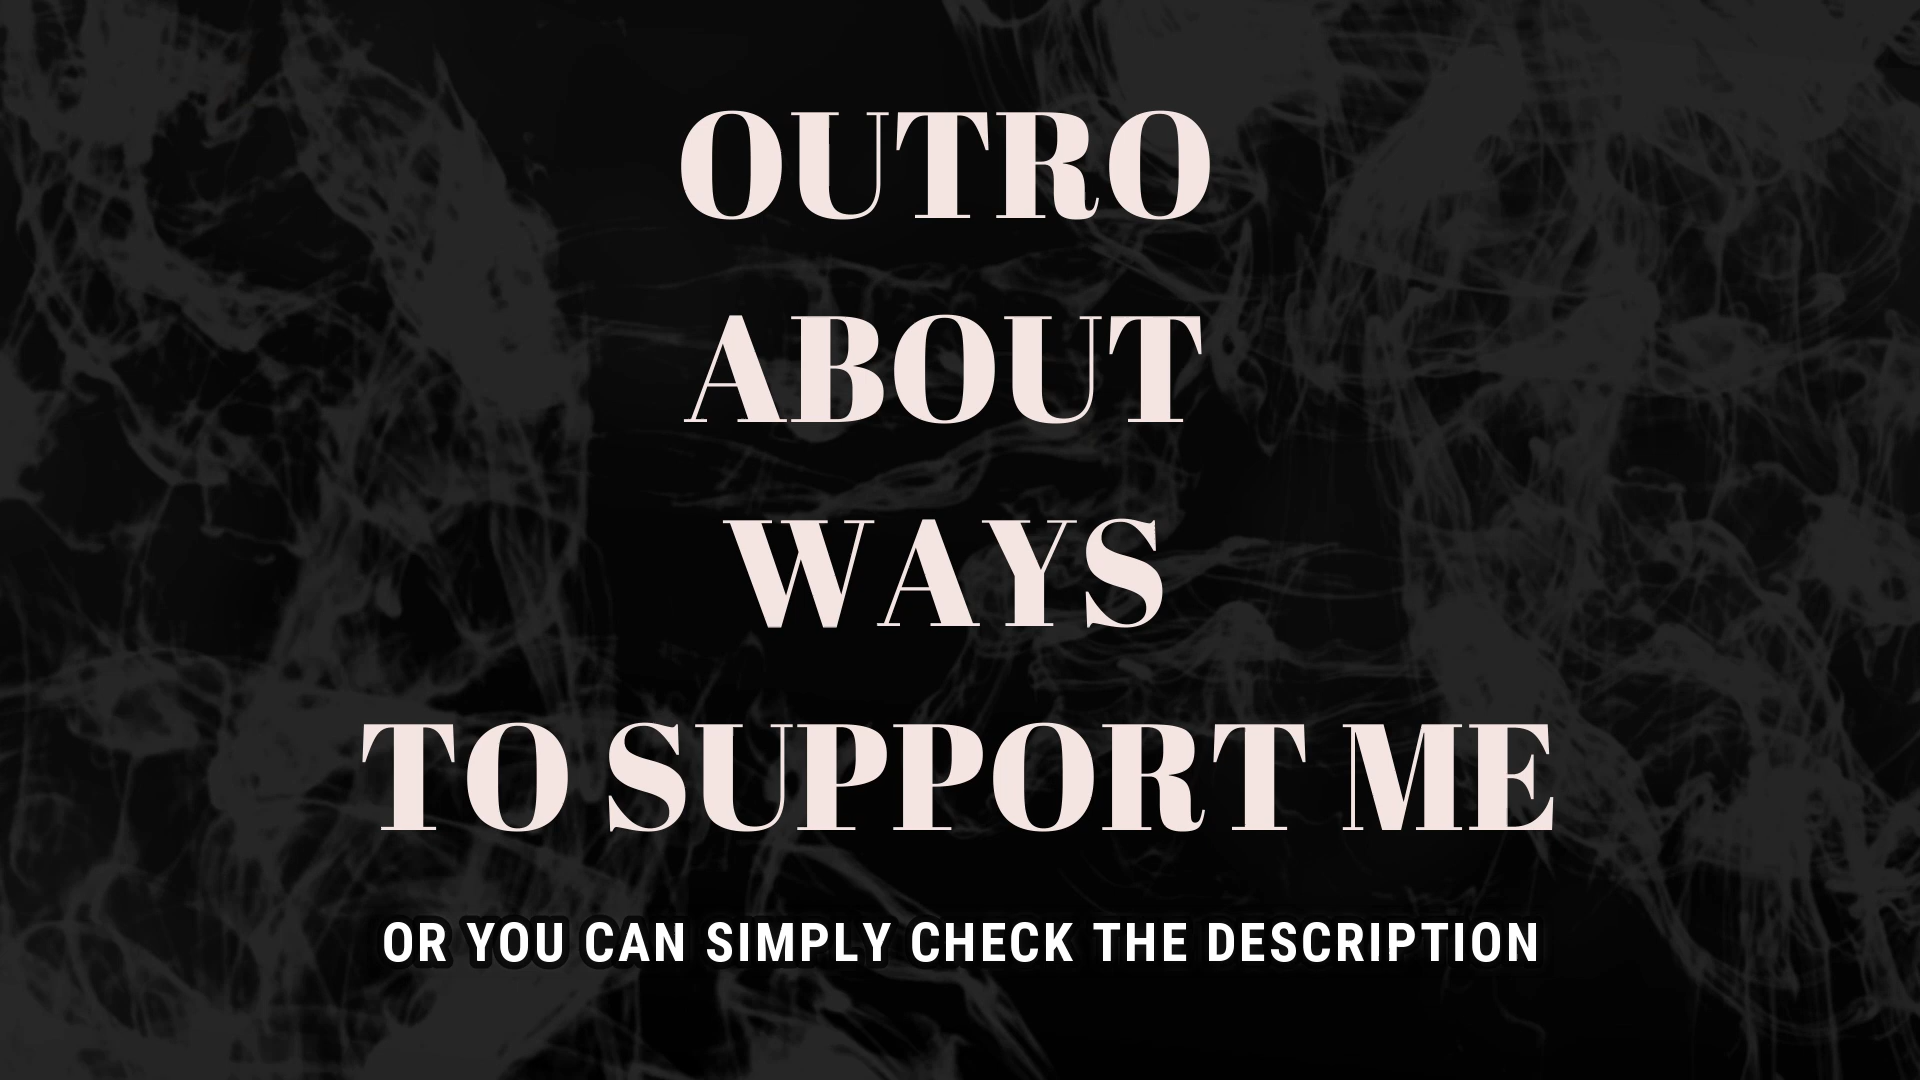 OUTRO
ABOUT
WAYS
TO SUPPORT ME
OR YOU CAN SIMPLY CHECK THE DESCRIPTION